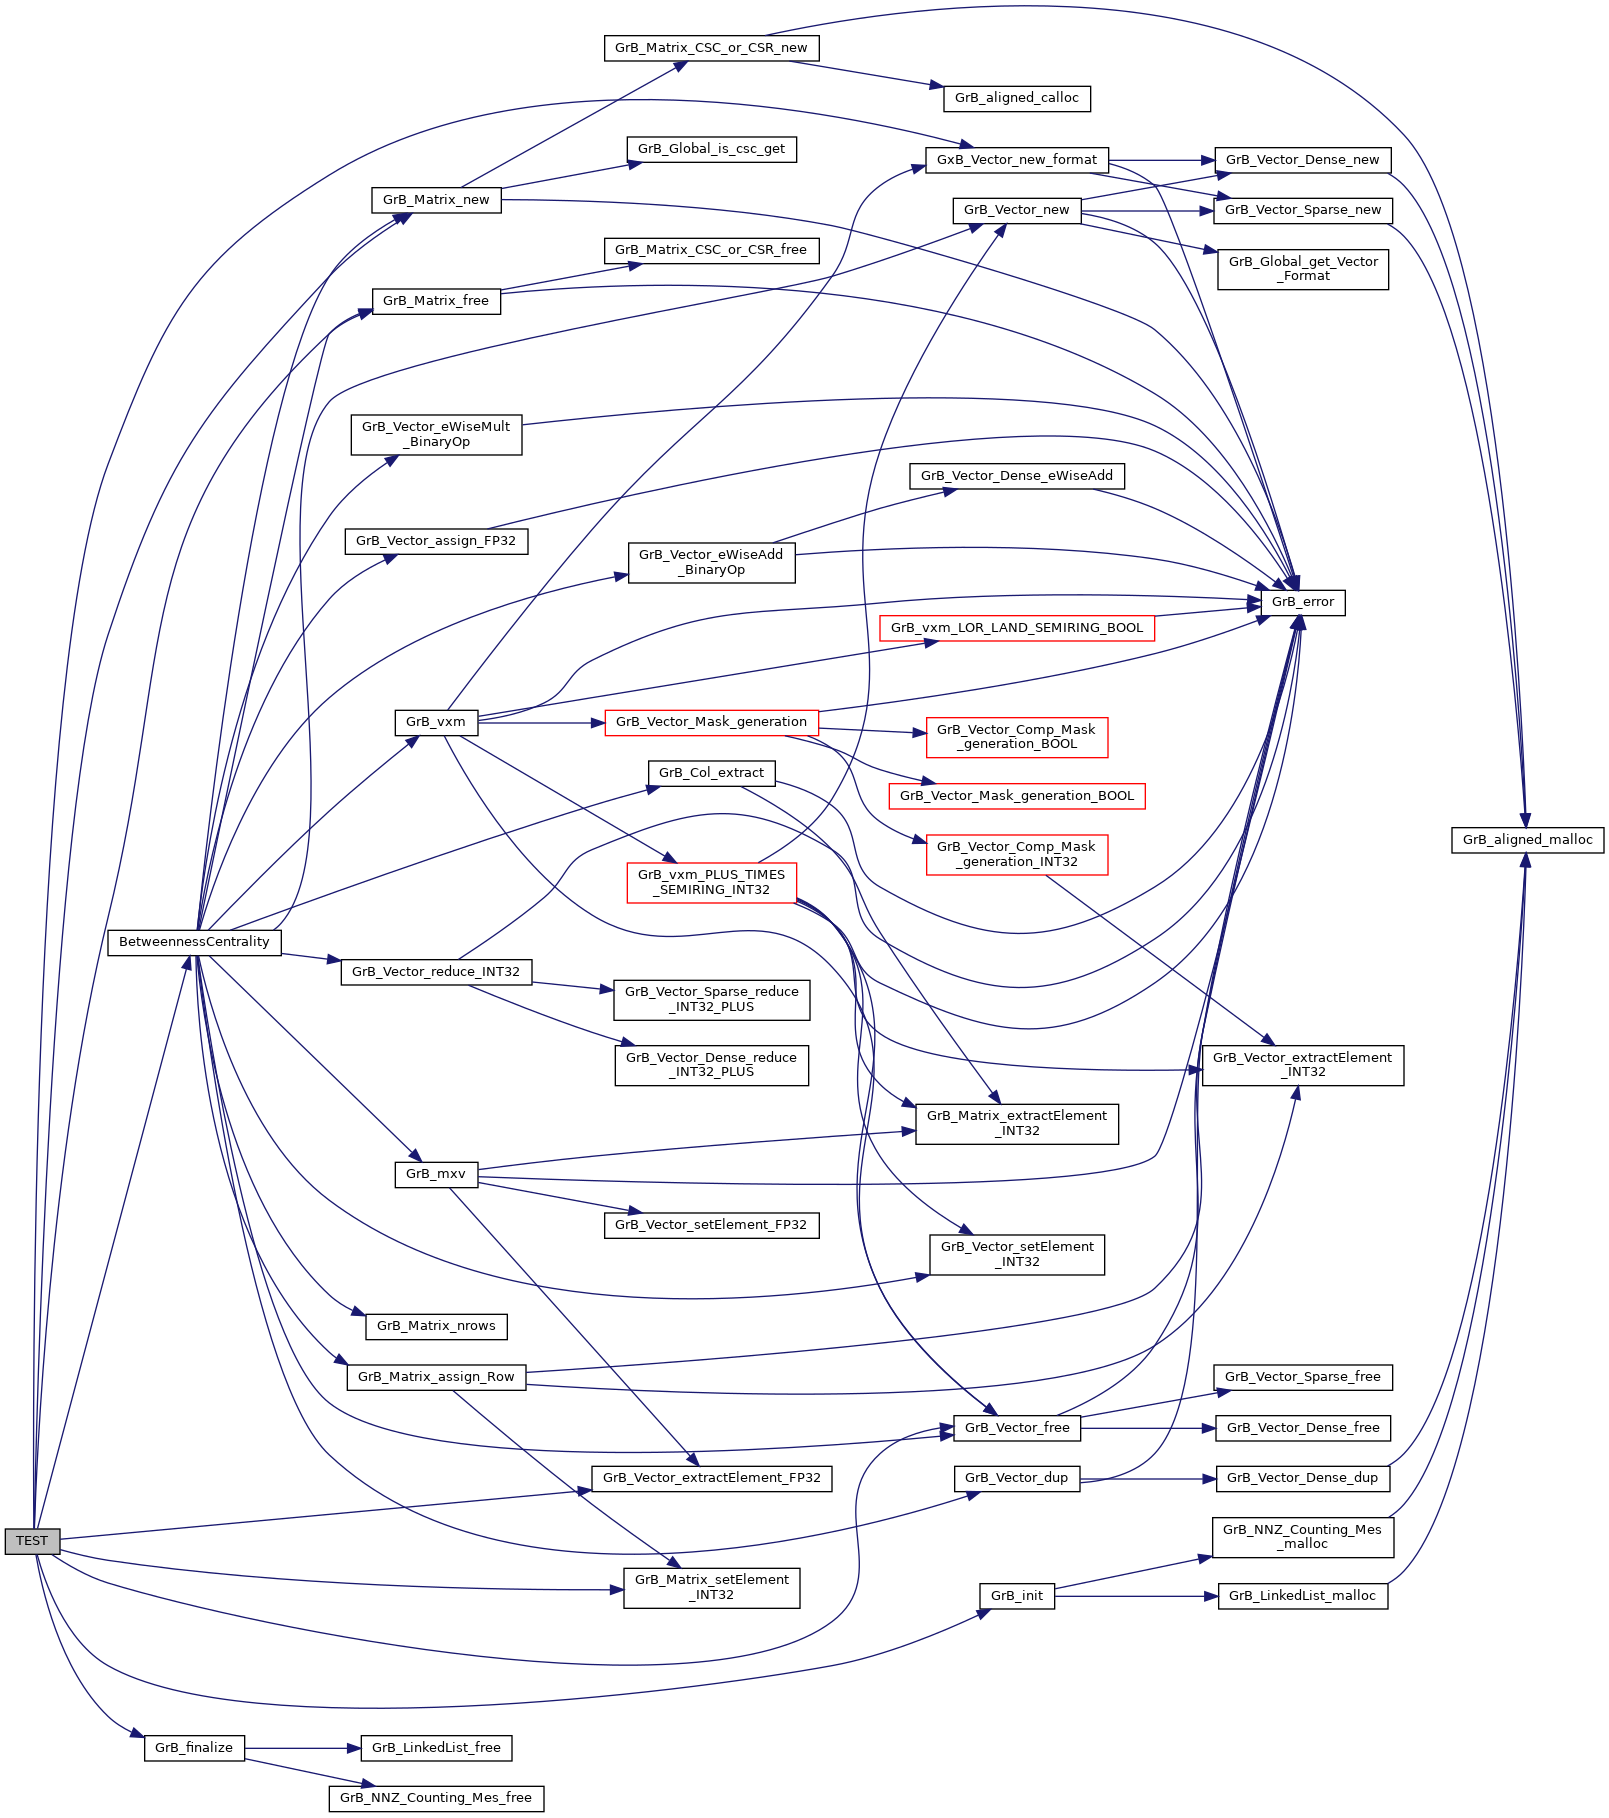 GrB_Matrix_CSC_or_CSR_new
GrB_aligned_calloc
GrB_Global_is_csc_get
GxB_Vector_new_format
GrB_Vector_Dense_new
GrB_Matrix_new
GrB_Vector_new
GrB_Vector_Sparse_new
GrB_Matrix_CSC_or_CSR_free
GrB_Global_get_Vector
_Format
GrB_Matrix_free
GrB_Vector_eWiseMult
_BinaryOp
GrB_Vector_Dense_eWiseAdd
GrB_Vector_assign_FP32
GrB_Vector_eWiseAdd
_BinaryOp
GrB_error
GrB_vxm_LOR_LAND_SEMIRING_BOOL
GrB_vxm
GrB_Vector_Mask_generation
GrB_Vector_Comp_Mask
_generation_BOOL
GrB_Col_extract
GrB_Vector_Mask_generation_BOOL
GrB_aligned_malloc
GrB_Vector_Comp_Mask
_generation_INT32
GrB_vxm_PLUS_TIMES
_SEMIRING_INT32
BetweennessCentrality
GrB_Vector_reduce_INT32
GrB_Vector_Sparse_reduce
_INT32_PLUS
GrB_Vector_Dense_reduce
_INT32_PLUS
GrB_Vector_extractElement
_INT32
GrB_Matrix_extractElement
_INT32
GrB_mxv
GrB_Vector_setElement_FP32
GrB_Vector_setElement
_INT32
GrB_Matrix_nrows
GrB_Matrix_assign_Row
GrB_Vector_Sparse_free
GrB_Vector_free
GrB_Vector_Dense_free
GrB_Vector_extractElement_FP32
GrB_Vector_dup
GrB_Vector_Dense_dup
TEST
GrB_NNZ_Counting_Mes
_malloc
GrB_Matrix_setElement
_INT32
GrB_init
GrB_LinkedList_malloc
GrB_finalize
GrB_LinkedList_free
GrB_NNZ_Counting_Mes_free